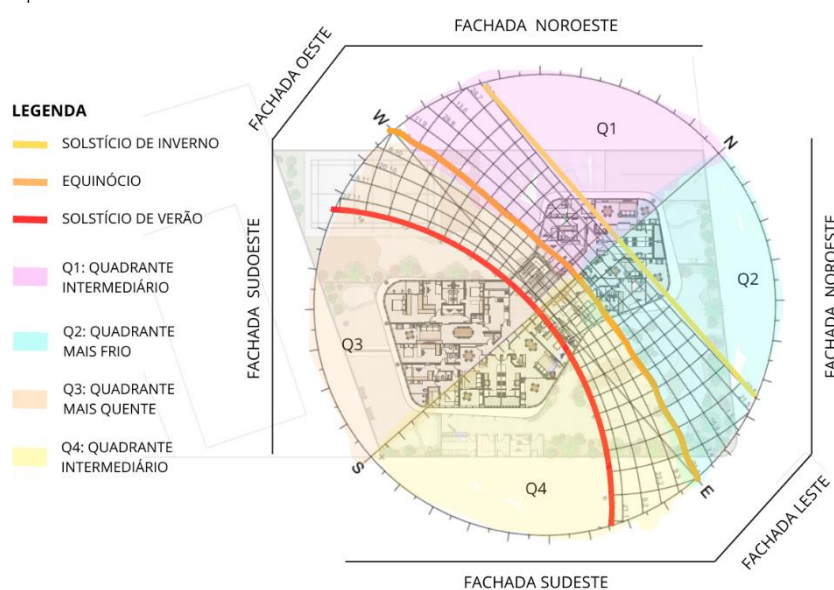 FACHADA NOROESTE
FACHADA OESTE
LEGENDA
SOLSTÍCIO DE INVERNO
EQUINÓCIO
SOLSTÍCIO DE VERÃO
Q1: QUADRANTE
INTERMEDIÁRIO
Q2: QUADRANTE
MAIS FRIO
Q3: QUADRANTE
MAIS QUENTE
Q4: QUADRANTE
INTERMEDIÁRIO
W
N
Q1
Q2
FACHADA NOROESTE
FACHADA SUDOESTE
Q3
S
Q4
E
FACHADA LESTE
FACHADA SUDESTE